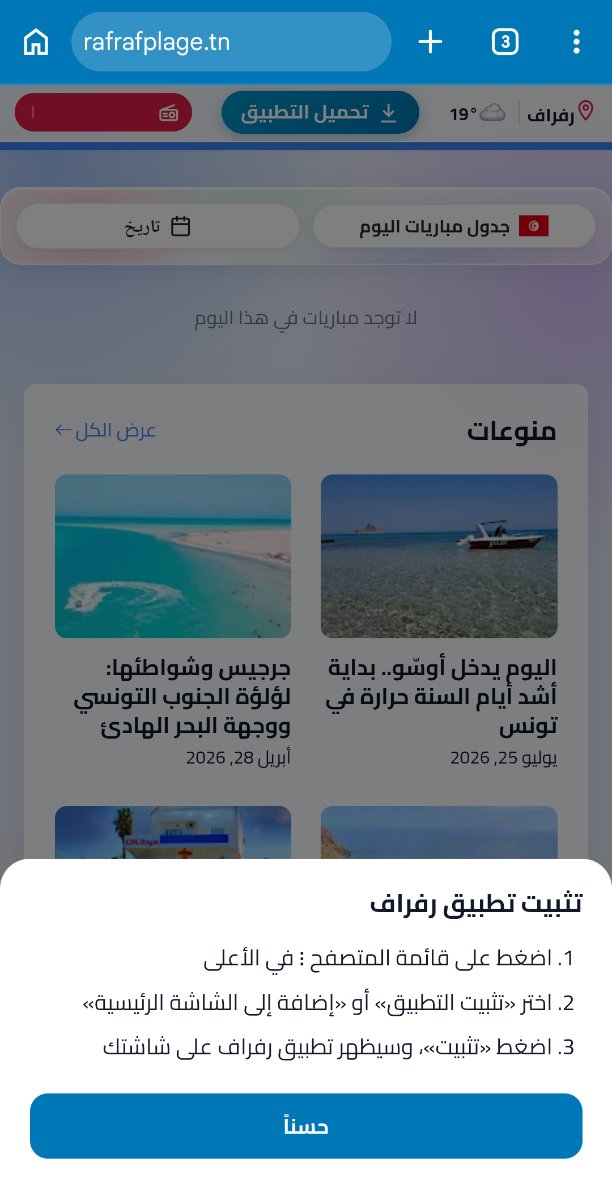 rafrafplage.tn
3
رفراف
19°
تحميل التطبيق
جدول مباريات اليوم
تاريخ
لا توجد مباريات في هذا اليوم
منوعات
عرض الكل ←
اليوم يدخل أوسّو.. بداية
أشد أيام السنة حرارة في
تونس
يوليو 25, 2026
جرجيس وشواطئها:
لؤلؤة الجنوب التونسي
ووجهة البحر الهادئ
أبريل 28, 2026
OiLibya
تثبيت تطبيق رفراف
1. اضغط على قائمة المتصفح ⋮ في الأعلى
2. اختر «تثبيت التطبيق» أو «إضافة إلى الشاشة الرئيسية»
3. اضغط «تثبيت»، وسيظهر تطبيق رفراف على شاشتك
حسناً